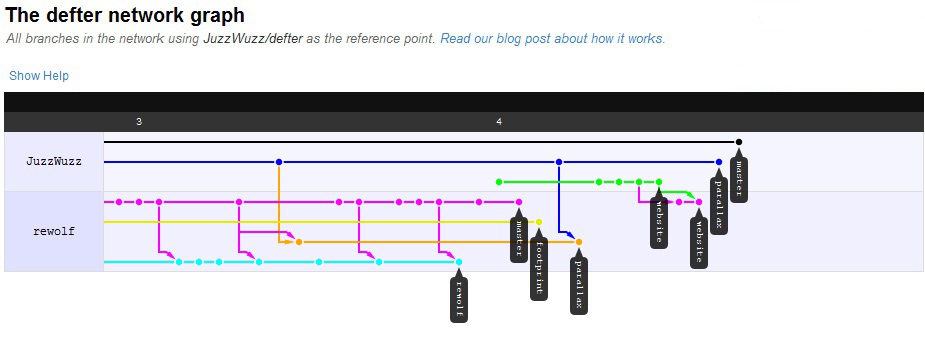 The defter network graph
All branches in the network using JuzzWuzz/defter as the reference point. Read our blog post about how it works.
Show Help
3 4
JuzzWuzz
master
parallax
website
rewolf
master
footprint
parallax
website
rewolf